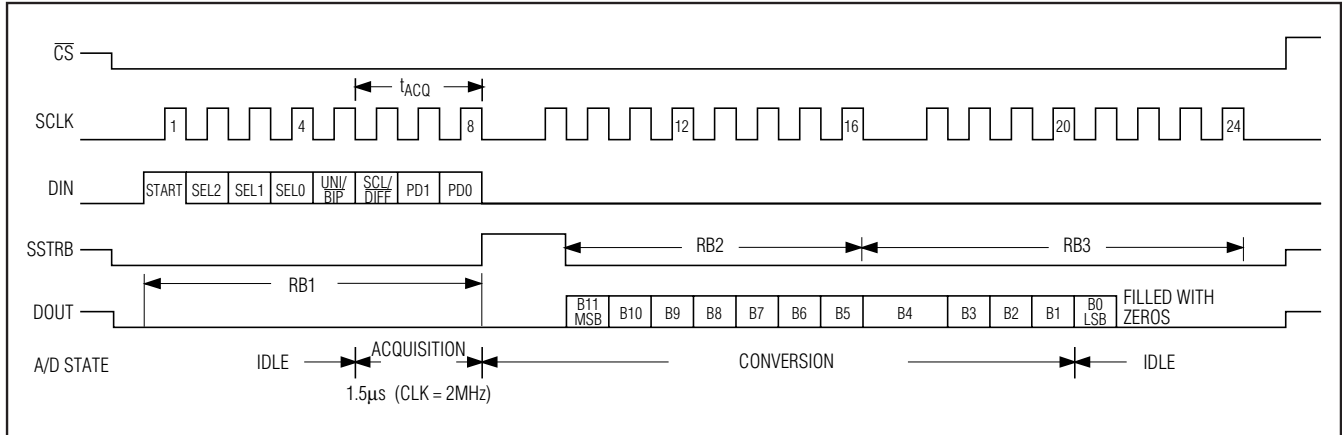 CS
tACQ
SCLK 1 4 8 12 16 20 24
DIN START SEL2 SEL1 SEL0 UNI/BIP SCL/DIFF PD1 PD0
SSTRB RB2 RB3
RB1
DOUT B11 MSB B10 B9 B8 B7 B6 B5 B4 B3 B2 B1 B0 LSB FILLED WITH ZEROS
A/D STATE IDLE ACQUISITION CONVERSION IDLE
1.5μs (CLK = 2MHz)